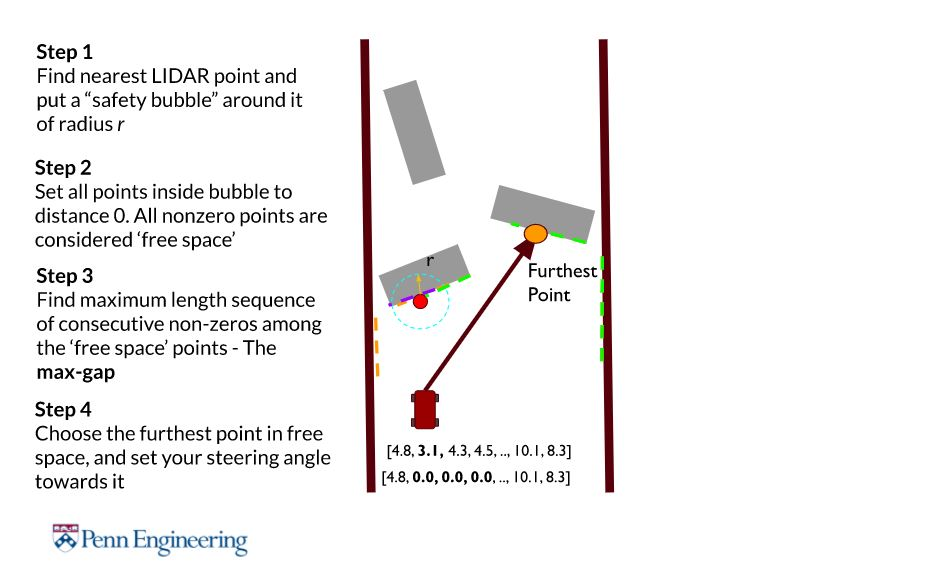 Step 1
Find nearest LIDAR point and
put a “safety bubble” around it
of radius r
Step 2
Set all points inside bubble to
distance 0. All nonzero points are
considered ‘free space’
Step 3
Find maximum length sequence
of consecutive non-zeros among
the ‘free space’ points - The
max-gap
Step 4
Choose the furthest point in free
space, and set your steering angle
towards it
r
Furthest
Point
[4.8, 3.1, 4.3, 4.5, .., 10.1, 8.3]
[4.8, 0.0, 0.0, 0.0, .., 10.1, 8.3]
Penn Engineering